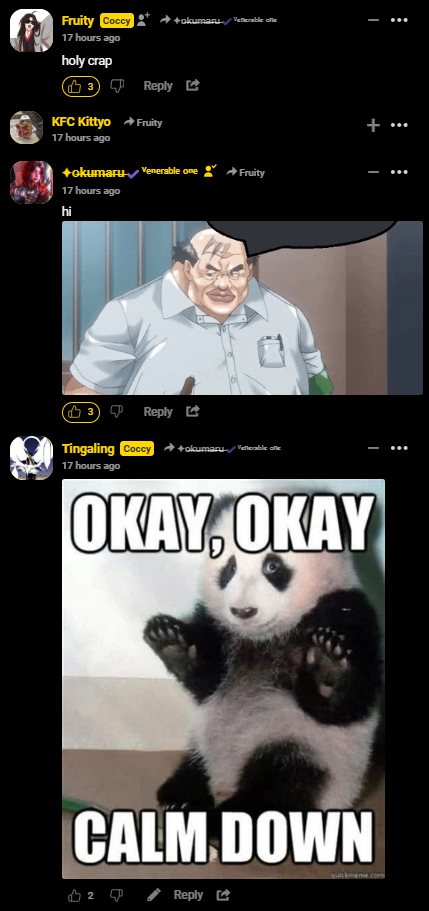 Fruity Coccy ✦okumaru✓ Venerable one
17 hours ago
holy crap
3 Reply
KFC Kittyo Fruity
17 hours ago
✦okumaru✓ Venerable one Fruity
17 hours ago
hi
3 Reply
Tingaling Coccy ✦okumaru✓ Venerable one
17 hours ago
OKAY, OKAY
CALM DOWN
quickmeme.com
2 Reply